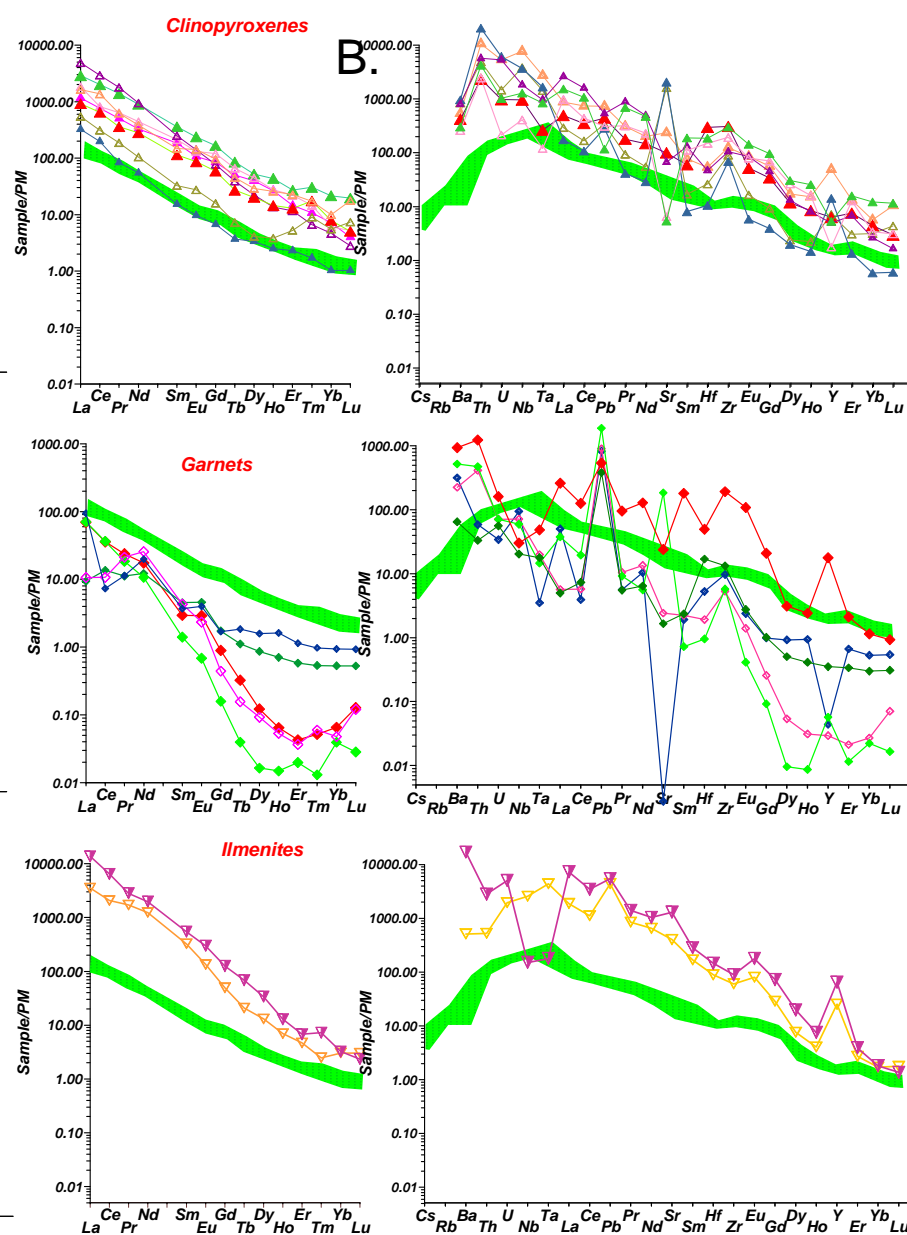 Clinopyroxenes
B.
10000.00
1000.00
100.00
10.00
1.00
0.10
0.01
Sample/PM
La Ce Pr Nd Sm Eu Gd Tb Dy Ho Er Tm Yb Lu
10000.00
1000.00
100.00
10.00
1.00
0.10
0.01
Sample/PM
Cs Rb Ba Th U Nb Ta La Ce Pb Pr Nd Sr Sm Hf Zr Eu Gd Dy Ho Y Er Yb Lu
Garnets
1000.00
100.00
10.00
1.00
0.10
0.01
Sample/PM
La Ce Pr Nd Sm Eu Gd Tb Dy Ho Er Tm Yb Lu
1000.00
100.00
10.00
1.00
0.10
0.01
Sample/PM
Cs Rb Ba Th U Nb Ta La Ce Pb Pr Nd Sr Sm Hf Zr Eu Gd Dy Ho Y Er Yb Lu
Ilmenites
10000.00
1000.00
100.00
10.00
1.00
0.10
0.01
Sample/PM
La Ce Pr Nd Sm Eu Gd Tb Dy Ho Er Tm Yb Lu
10000.00
1000.00
100.00
10.00
1.00
0.10
0.01
Sample/PM
Cs Rb Ba Th U Nb Ta La Ce Pb Pr Nd Sr Sm Hf Zr Eu Gd Dy Ho Y Er Yb Lu